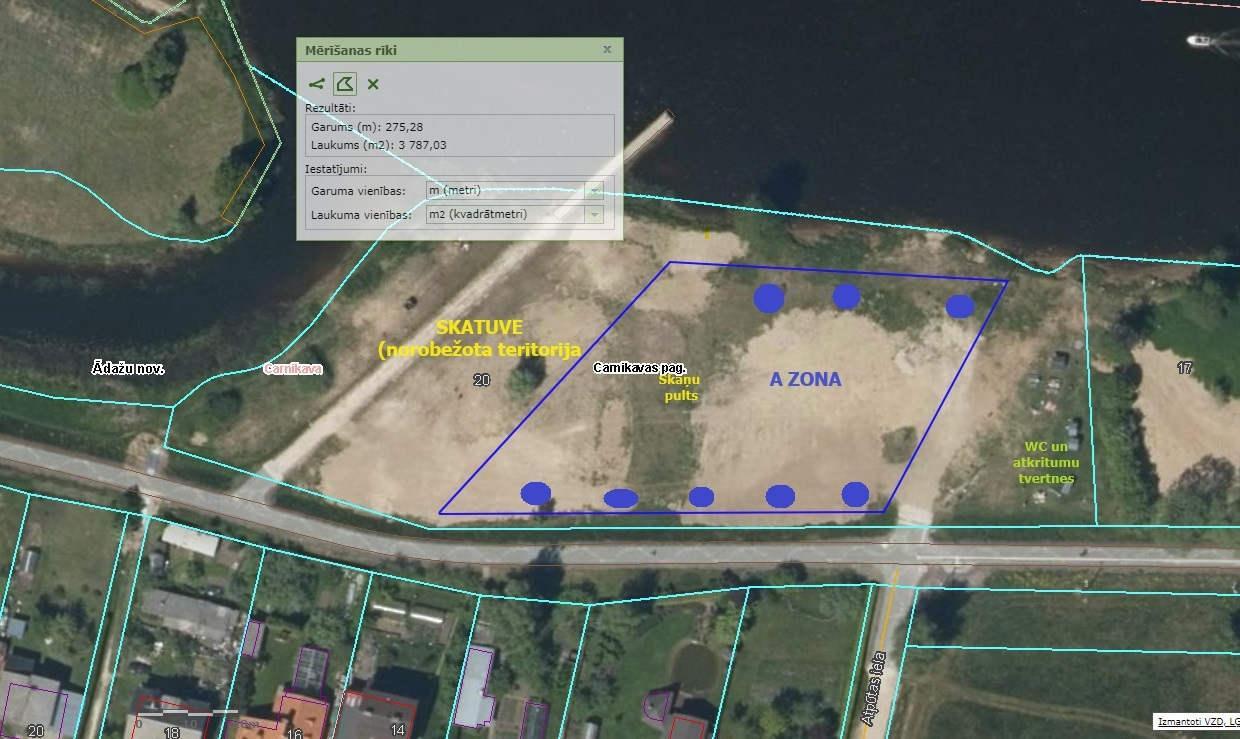 Mērīšanas rīki
x
Rezultāti:
Garums (m): 275,28
Laukums (m2): 3 787,03
Iestatījumi:
Garuma vienības: m (metri)
Laukuma vienības: m2 (kvadrātmetri)
SKATUVE
(norobežota teritorija
20
Ādažu nov.
Carnikava
Carnikavas pag.
Skaņu
pults
A ZONA
17
WC un
atkritumu
tvertnes
Atpūtas iela
20
18
16
14
Izmantoti VZD, LG